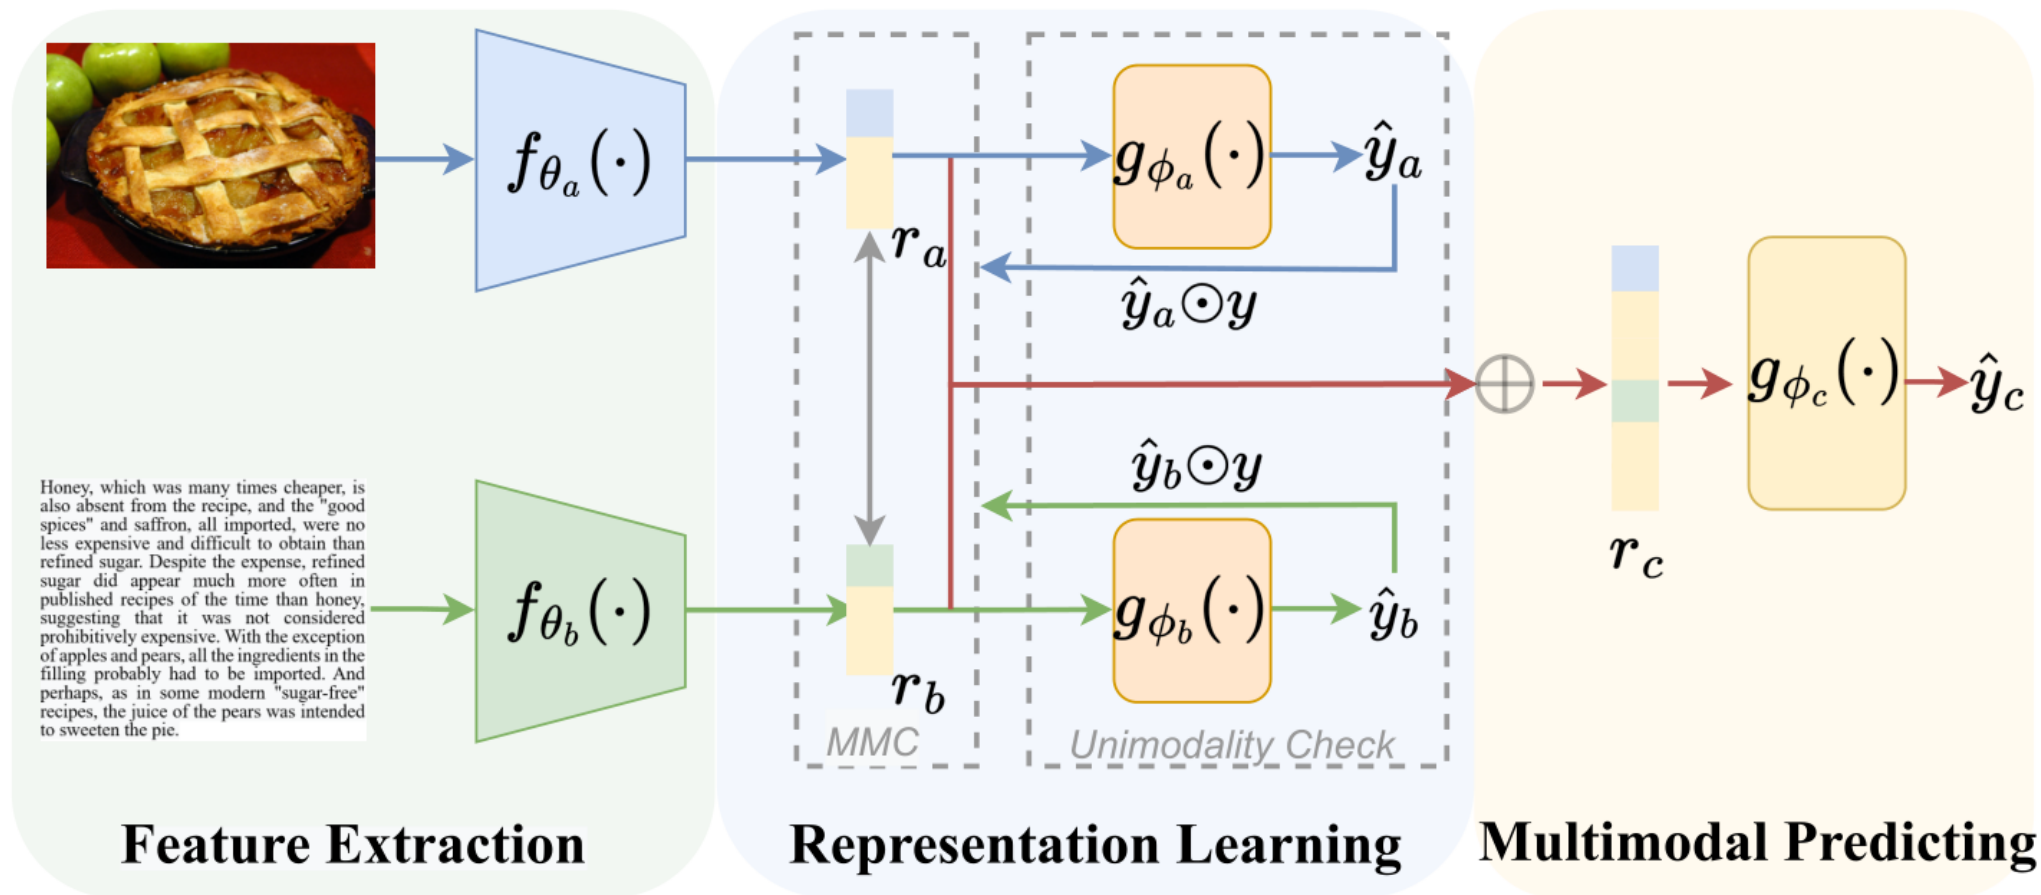 f_{θ_a}(·)
r_a
g_{ϕ_a}(·)
ŷ_a
ŷ_a⊙y
Honey, which was many times cheaper, is
also absent from the recipe, and the "good
spices" and saffron, all imported, were no
less expensive and difficult to obtain than
refined sugar. Despite the expense, refined
sugar did appear much more often in
published recipes of the time than honey,
suggesting that it was not considered
prohibitively expensive. With the exception
of apples and pears, all the ingredients in the
filling probably had to be imported. And
perhaps, as in some modern "sugar-free"
recipes, the juice of the pears was intended
to sweeten the pie.
f_{θ_b}(·)
r_b
MMC
ŷ_b⊙y
g_{ϕ_b}(·)
ŷ_b
Unimodality Check
r_c
g_{ϕ_c}(·)
ŷ_c
Feature Extraction
Representation Learning
Multimodal Predicting